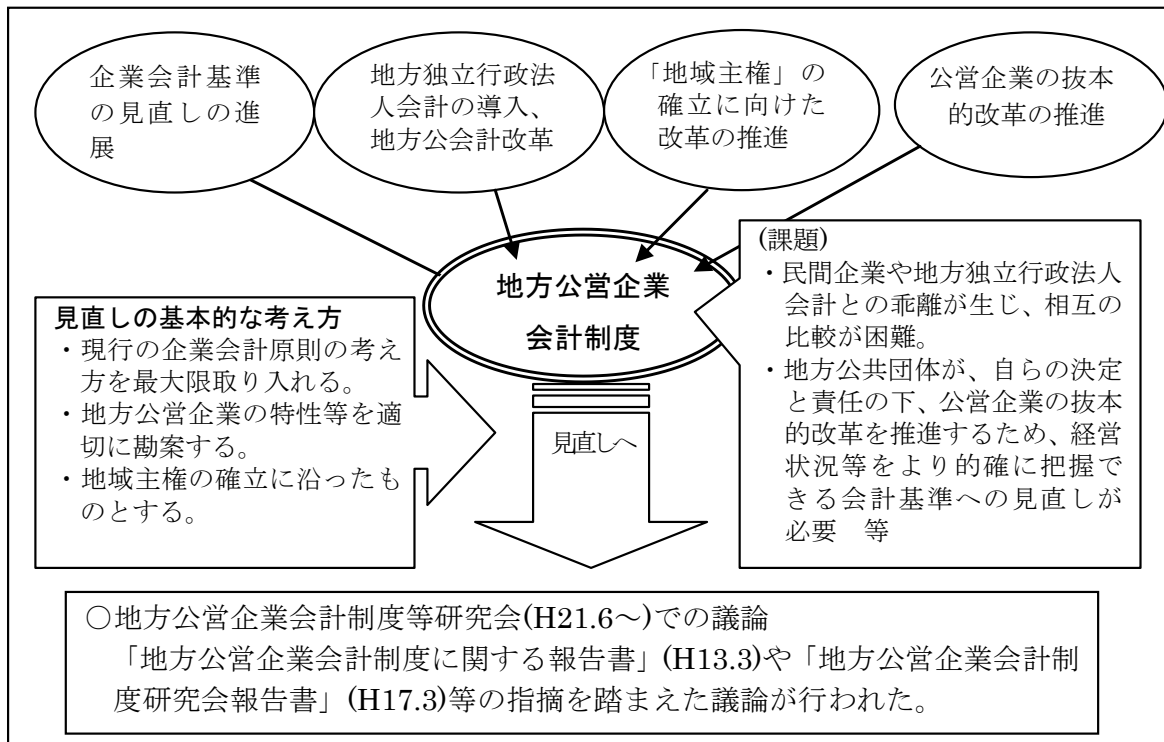 企業会計基準
の見直しの進
展
地方独立行政法
人会計の導入、
地方公会計改革
「地域主権」の
確立に向けた
改革の推進
公営企業の抜本
的改革の推進
地方公営企業
会計制度
見直しの基本的な考え方
・現行の企業会計原則の考え
方を最大限取り入れる。
・地方公営企業の特性等を適
切に勘案する。
・地域主権の確立に沿ったも
のとする。
見直しへ
(課題)
・民間企業や地方独立行政法人
会計との乖離が生じ、相互の
比較が困難。
・地方公共団体が、自らの決定
と責任の下、公営企業の抜本
的改革を推進するため、経営
状況等をより的確に把握で
きる会計基準への見直しが
必要　等
○地方公営企業会計制度等研究会(H21.6～)での議論
「地方公営企業会計制度に関する報告書」(H13.3)や「地方公営企業会計制
度研究会報告書」(H17.3)等の指摘を踏まえた議論が行われた。